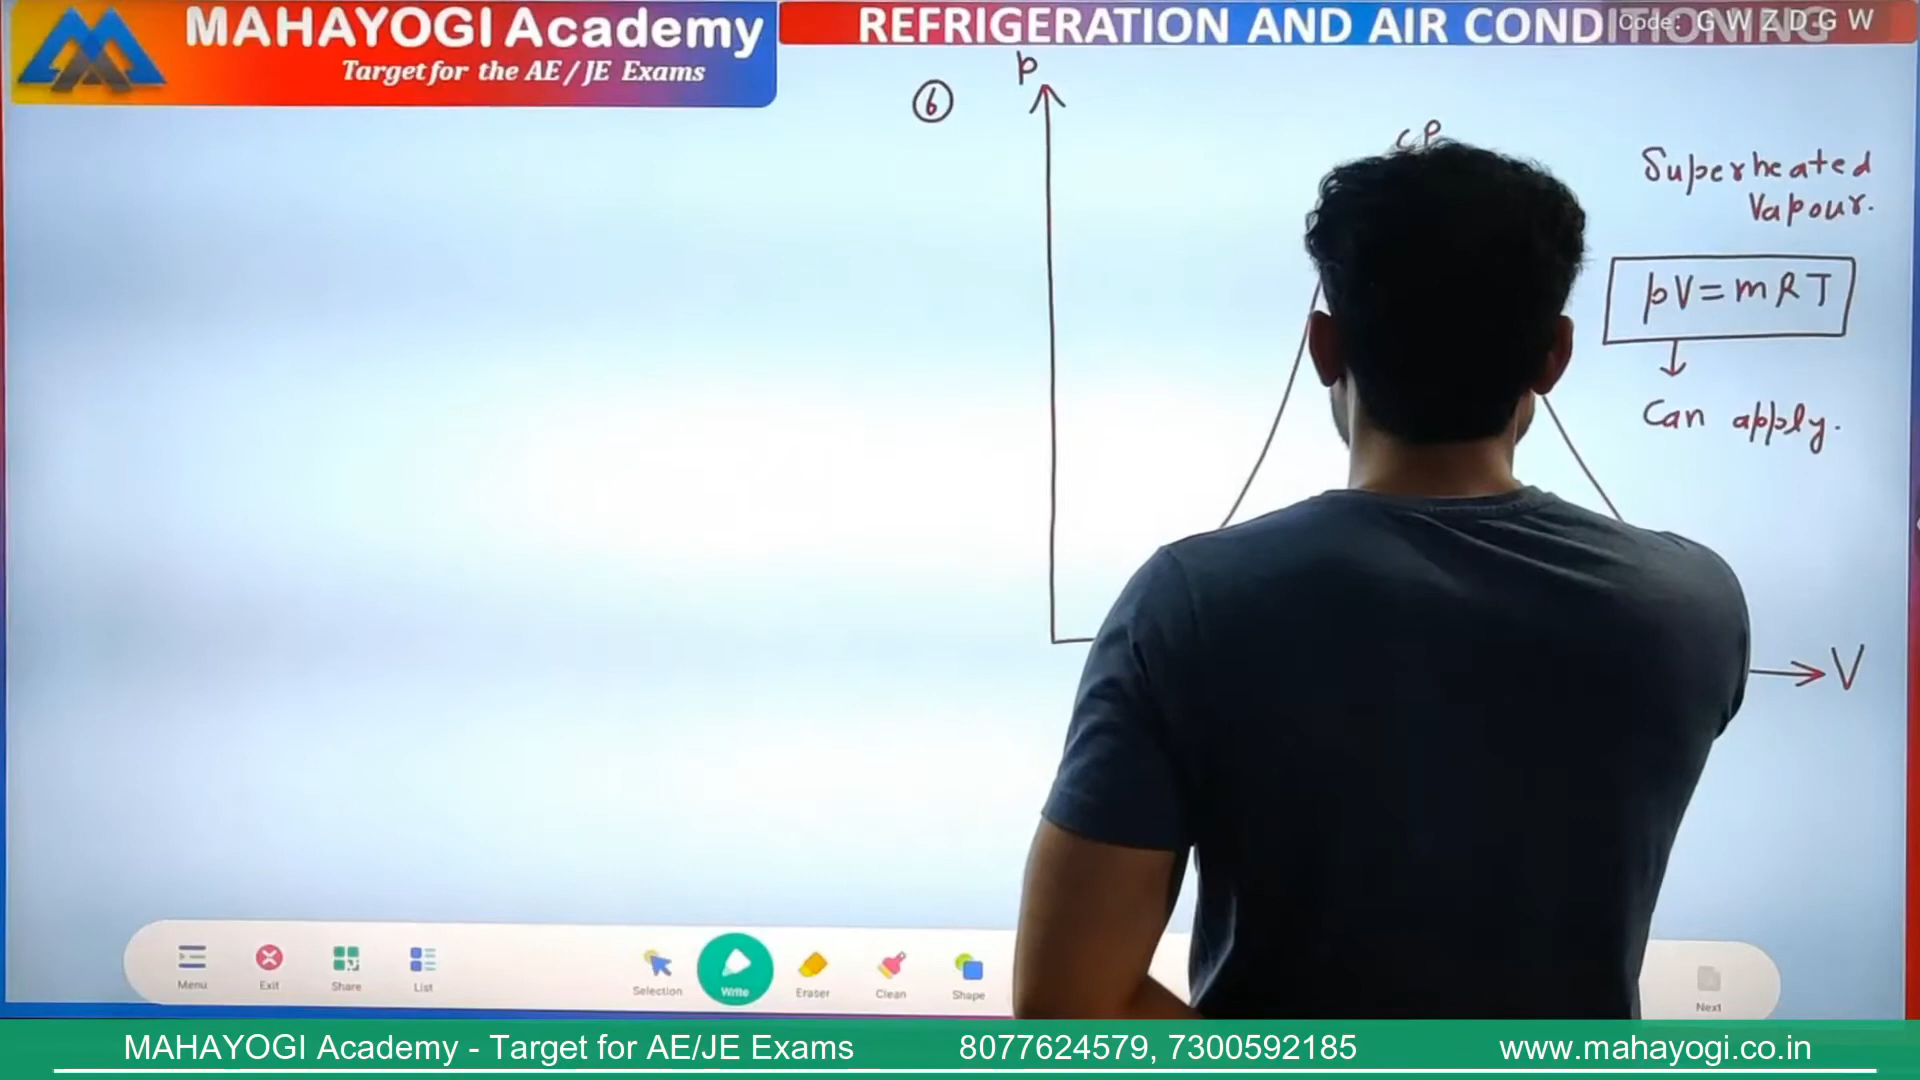 MAHAYOGI Academy
Target for the AE/JE Exams
REFRIGERATION AND AIR CONDITIONING
Code: G W Z D G W
6
p
CP
Superheated
Vapour.
pV = mRT
Can apply.
V
Menu
Exit
Share
List
Selection
Write
Eraser
Clean
Shape
Next
MAHAYOGI Academy - Target for AE/JE Exams
8077624579, 7300592185
www.mahayogi.co.in